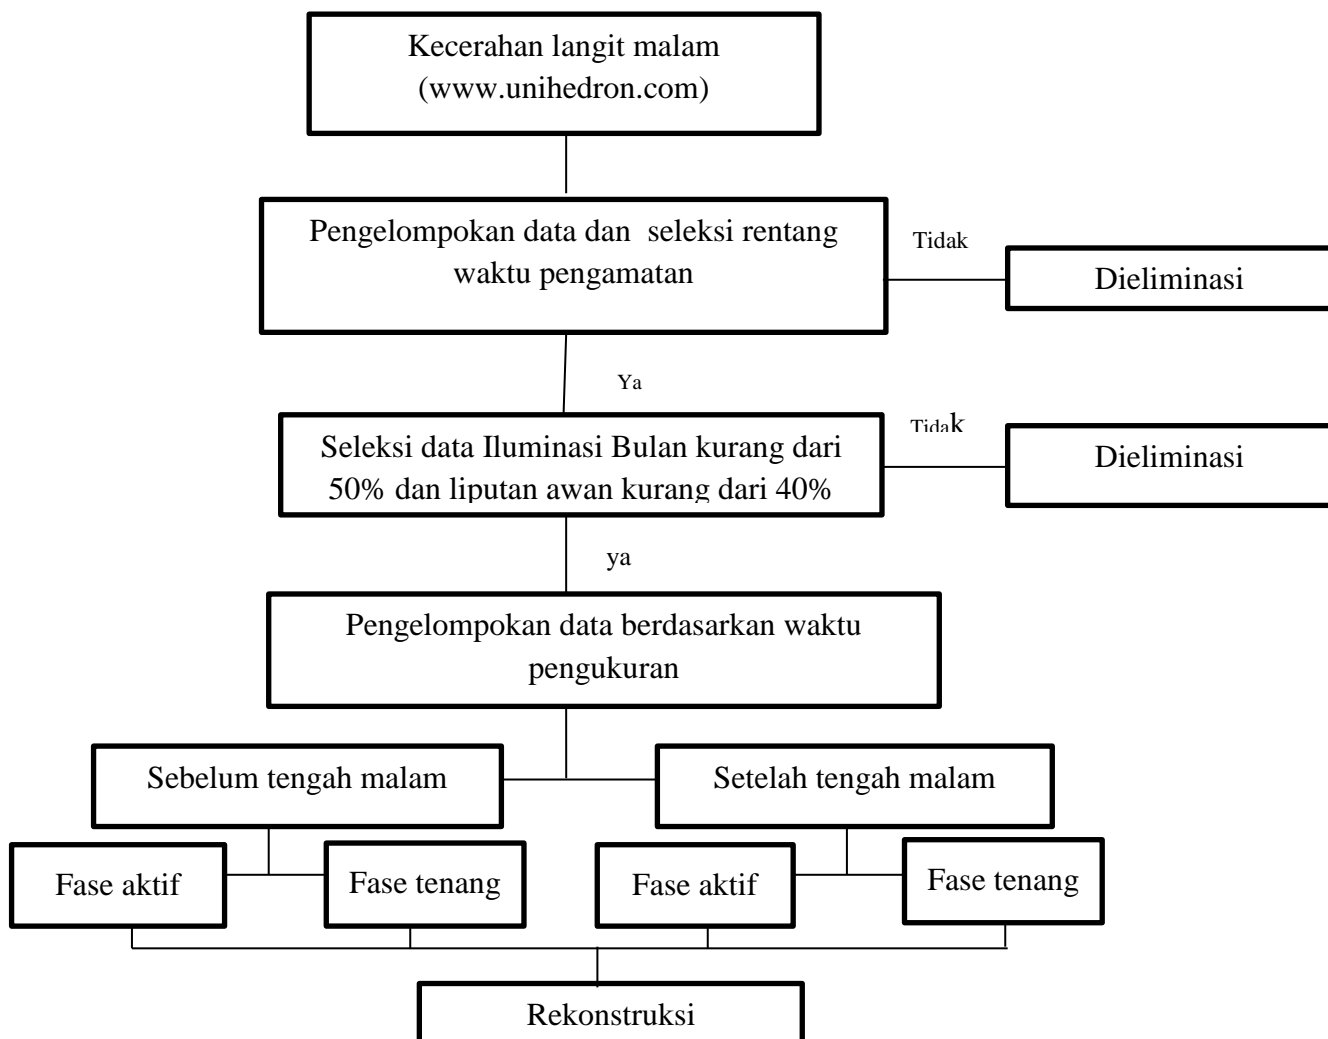 Kecerahan langit malam
(www.unihedron.com)
Pengelompokan data dan seleksi rentang
waktu pengamatan
Tidak
Dieliminasi
Ya
Seleksi data Iluminasi Bulan kurang dari
50% dan liputan awan kurang dari 40%
Tidak
Dieliminasi
ya
Pengelompokan data berdasarkan waktu
pengukuran
Sebelum tengah malam
Setelah tengah malam
Fase aktif
Fase tenang
Fase aktif
Fase tenang
Rekonstruksi